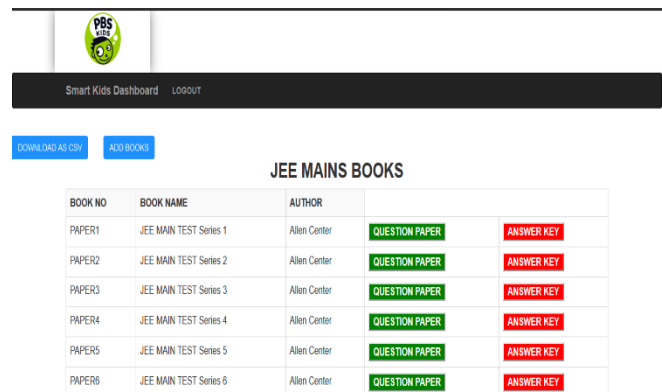 PBS
KIDS
Smart Kids Dashboard LOGOUT
DOWNLOAD AS CSV ADD BOOKS
JEE MAINS BOOKS
BOOK NO BOOK NAME AUTHOR
PAPER1 JEE MAIN TEST Series 1 Allen Center QUESTION PAPER ANSWER KEY
PAPER2 JEE MAIN TEST Series 2 Allen Center QUESTION PAPER ANSWER KEY
PAPER3 JEE MAIN TEST Series 3 Allen Center QUESTION PAPER ANSWER KEY
PAPER4 JEE MAIN TEST Series 4 Allen Center QUESTION PAPER ANSWER KEY
PAPER5 JEE MAIN TEST Series 5 Allen Center QUESTION PAPER ANSWER KEY
PAPER6 JEE MAIN TEST Series 6 Allen Center QUESTION PAPER ANSWER KEY